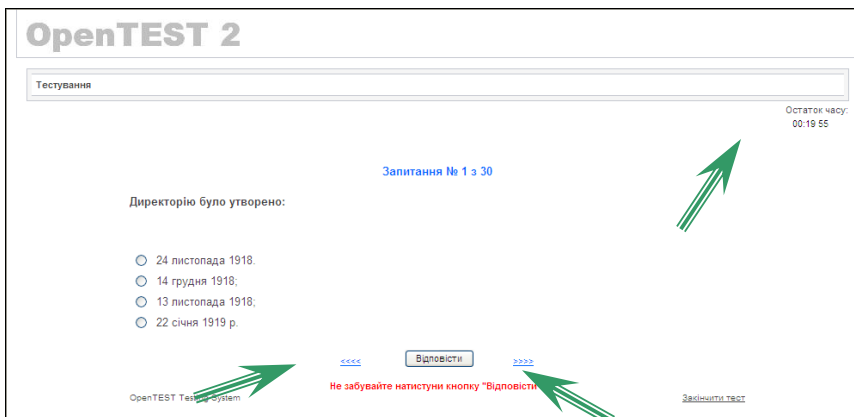 OpenTEST 2
Тестування
Остаток часу:
00:19 55
Запитання № 1 з 30
Директорію було утворено:
24 листопада 1918.
14 грудня 1918;
13 листопада 1918;
22 січня 1919 р.
<<<< Відповісти >>>>
Не забувайте натистуни кнопку "Відповісти
OpenTEST Testing System
Закінчити тест